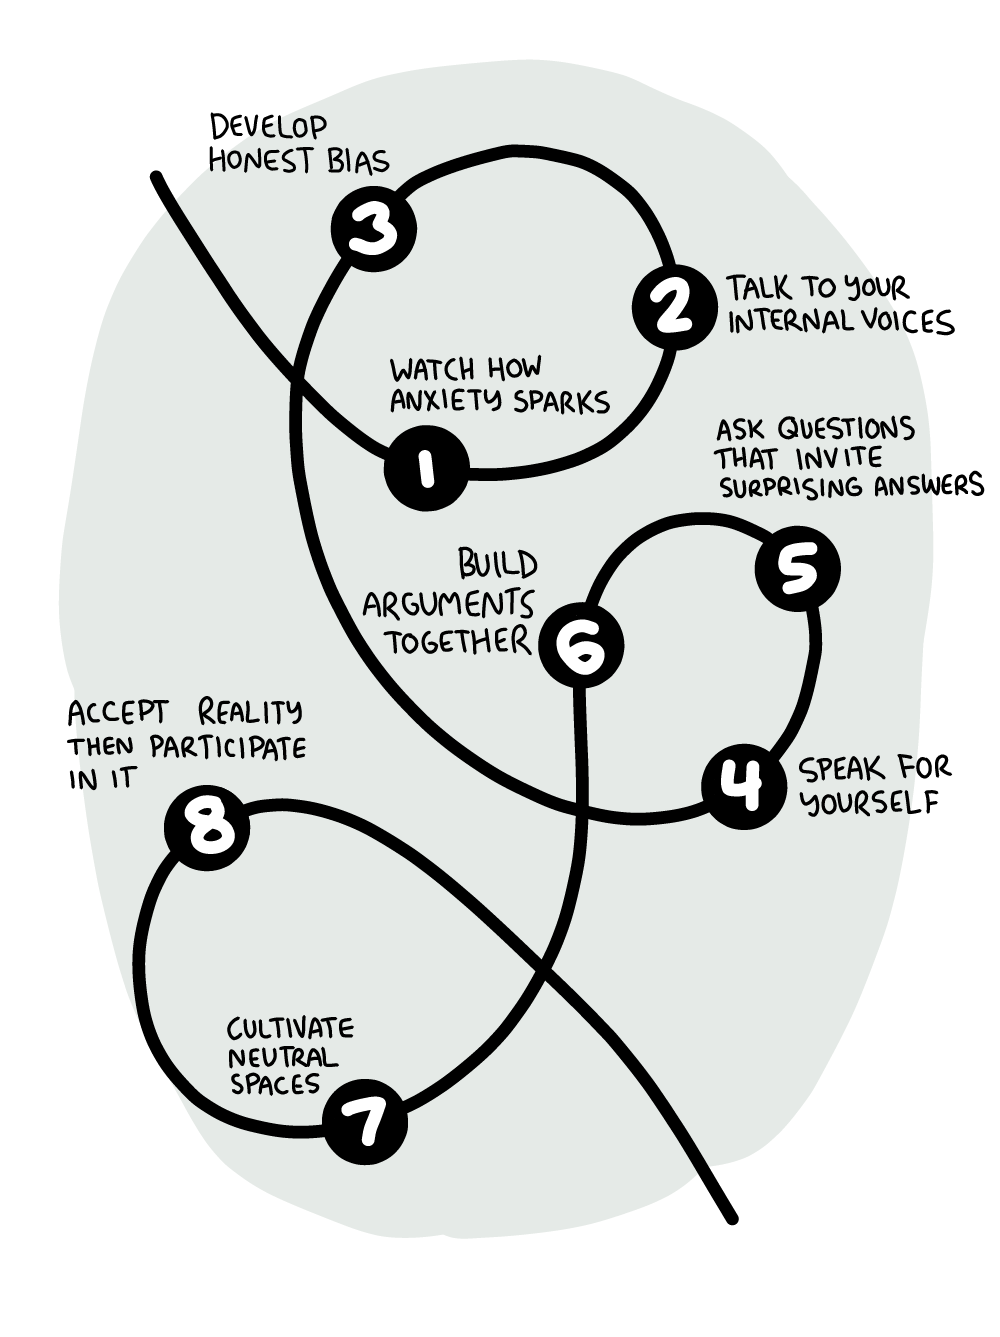 DEVELOP
HONEST BIAS
3
2
TALK TO YOUR
INTERNAL VOICES
WATCH HOW
ANXIETY SPARKS
1
ASK QUESTIONS
THAT INVITE
SURPRISING ANSWERS
5
BUILD
ARGUMENTS
TOGETHER
6
ACCEPT REALITY
THEN PARTICIPATE
IN IT
8
4
SPEAK FOR
YOURSELF
CULTIVATE
NEUTRAL
SPACES
7